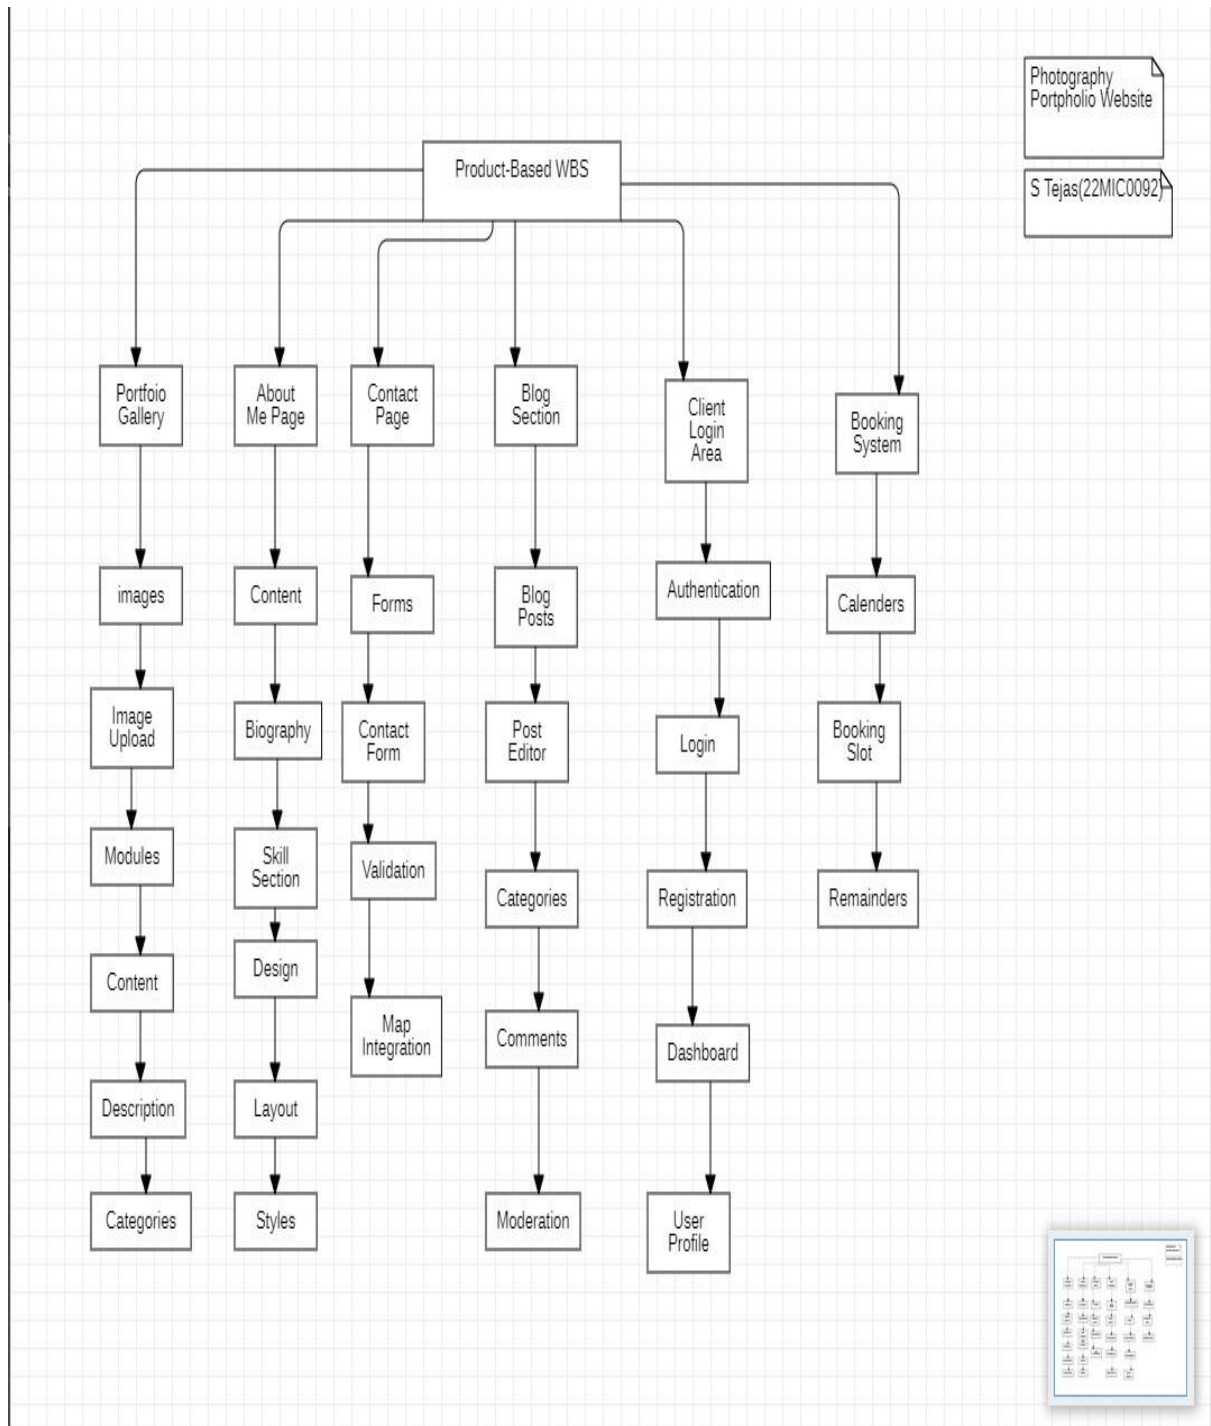 Photography
Portpholio Website
S Tejas(22MIC0092)
Product-Based WBS
Portfoio
Gallery
About
Me Page
Contact
Page
Blog
Section
Client
Login
Area
Booking
System
images
Content
Forms
Blog
Posts
Authentication
Calenders
Image
Upload
Biography
Contact
Form
Post
Editor
Login
Booking
Slot
Modules
Skill
Section
Validation
Categories
Registration
Remainders
Content
Design
Map
Integration
Comments
Dashboard
Description
Layout
Categories
Styles
Moderation
User
Profile